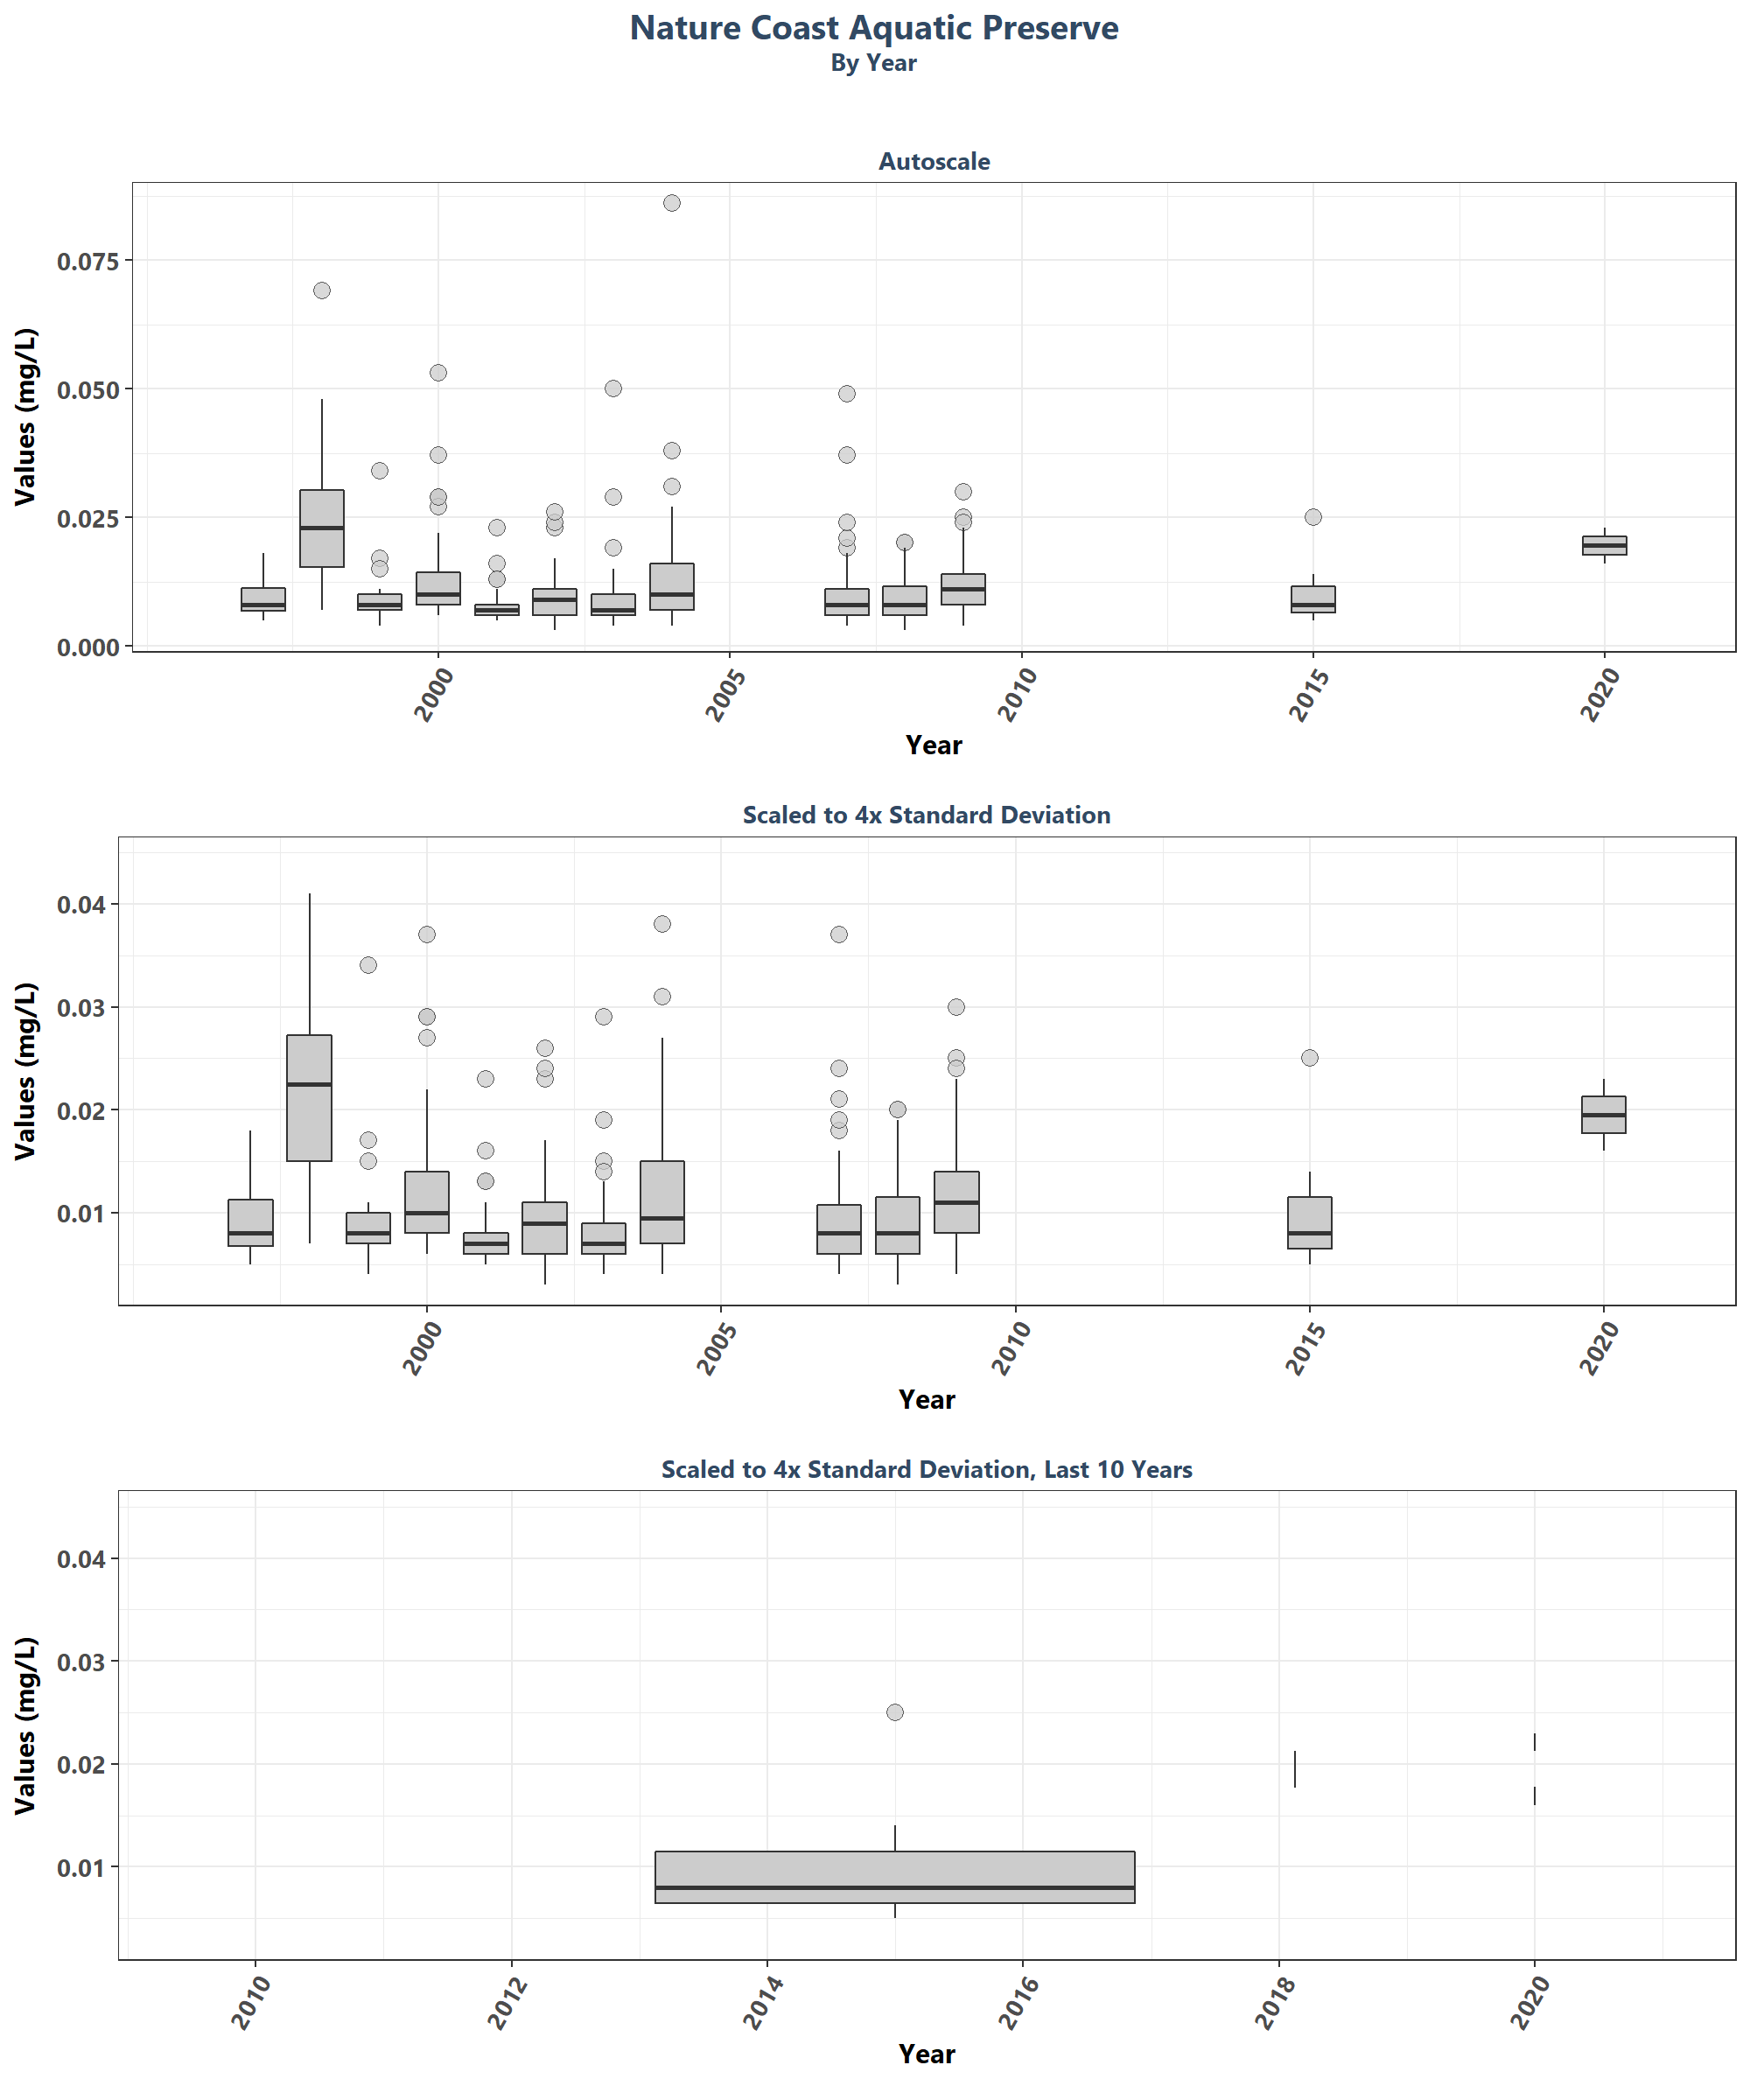 Nature Coast Aquatic Preserve
By Year
Autoscale
Values (mg/L)
0.075
0.050
0.025
0.000
2000
2005
2010
2015
2020
Year
Scaled to 4x Standard Deviation
Values (mg/L)
0.04
0.03
0.02
0.01
2000
2005
2010
2015
2020
Year
Scaled to 4x Standard Deviation, Last 10 Years
Values (mg/L)
0.04
0.03
0.02
0.01
2010
2012
2014
2016
2018
2020
Year